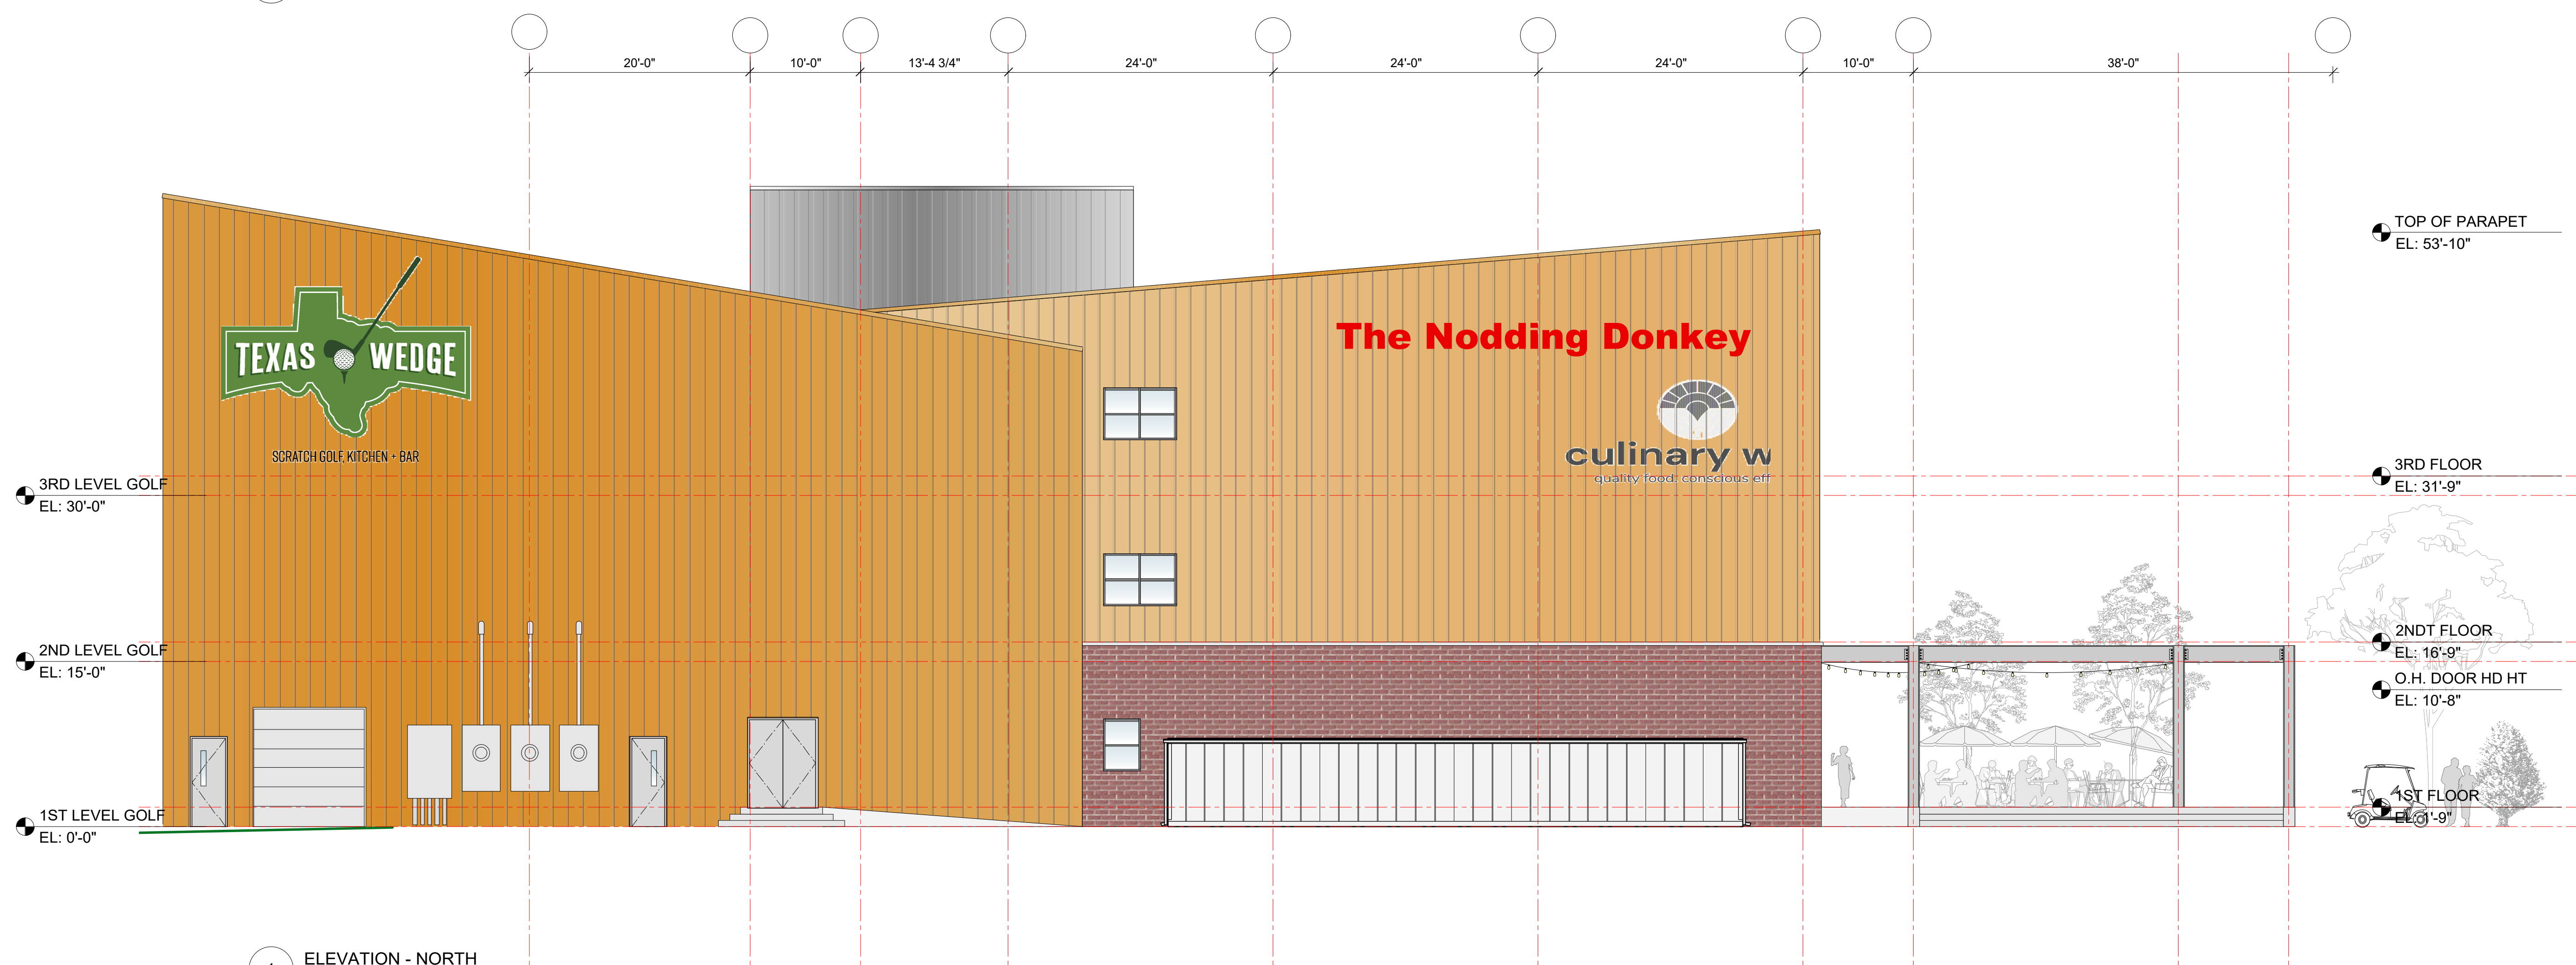 20'-0" 10'-0" 13'-4 3/4" 24'-0" 24'-0" 24'-0" 10'-0" 38'-0"
TOP OF PARAPET
EL: 53'-10"
TEXAS WEDGE
SCRATCH GOLF, KITCHEN + BAR
The Nodding Donkey
culinary w
quality food, conscious eff
3RD LEVEL GOLF
EL: 30'-0"
3RD FLOOR
EL: 31'-9"
2ND LEVEL GOLF
EL: 15'-0"
2NDT FLOOR
EL: 16'-9"
O.H. DOOR HD HT
EL: 10'-8"
1ST LEVEL GOLF
EL: 0'-0"
1ST FLOOR
EL: 1'-9"
ELEVATION - NORTH